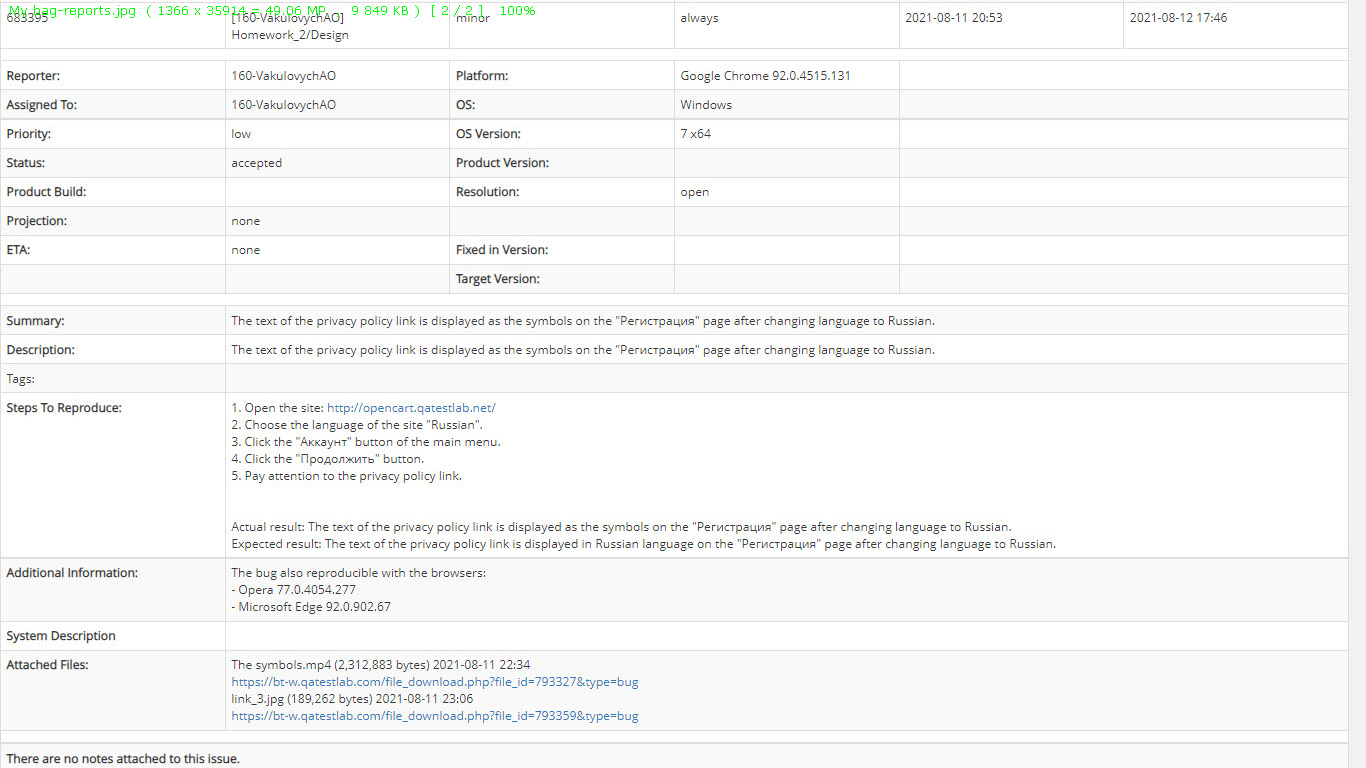 My bag-reports.jpg ( 1366 x 35914 = 49.06 MP - 9 849 KB ) [ 2 / 2 ] 100%
683395 [160-VakulovychAO] minor always 2021-08-11 20:53 2021-08-12 17:46
Homework_2/Design
Reporter: 160-VakulovychAO Platform: Google Chrome 92.0.4515.131
Assigned To: 160-VakulovychAO OS: Windows
Priority: low OS Version: 7 x64
Status: accepted Product Version:
Product Build: Resolution: open
Projection: none
ETA: none Fixed in Version:
Target Version:
Summary: The text of the privacy policy link is displayed as the symbols on the "Регистрация" page after changing language to Russian.
Description: The text of the privacy policy link is displayed as the symbols on the "Регистрация" page after changing language to Russian.
Tags:
Steps To Reproduce: 1. Open the site: http://opencart.qatestlab.net/
2. Choose the language of the site "Russian".
3. Click the "Аккаунт" button of the main menu.
4. Click the "Продолжить" button.
5. Pay attention to the privacy policy link.
Actual result: The text of the privacy policy link is displayed as the symbols on the "Регистрация" page after changing language to Russian.
Expected result: The text of the privacy policy link is displayed in Russian language on the "Регистрация" page after changing language to Russian.
Additional Information: The bug also reproducible with the browsers:
- Opera 77.0.4054.277
- Microsoft Edge 92.0.902.67
System Description
Attached Files: The symbols.mp4 (2,312,883 bytes) 2021-08-11 22:34
https://bt-w.qatestlab.com/file_download.php?file_id=793327&type=bug
link_3.jpg (189,262 bytes) 2021-08-11 23:06
https://bt-w.qatestlab.com/file_download.php?file_id=793359&type=bug
There are no notes attached to this issue.